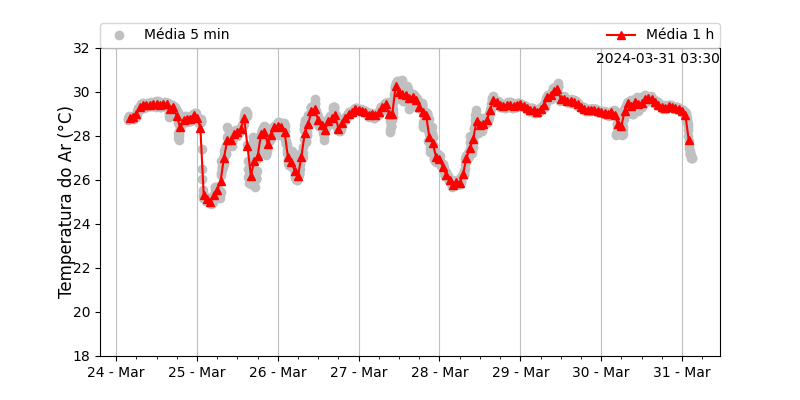 Média 5 min
Média 1 h
2024-03-31 03:30
Temperatura do Ar (°C)
32
30
28
26
24
22
20
18
24 - Mar
25 - Mar
26 - Mar
27 - Mar
28 - Mar
29 - Mar
30 - Mar
31 - Mar